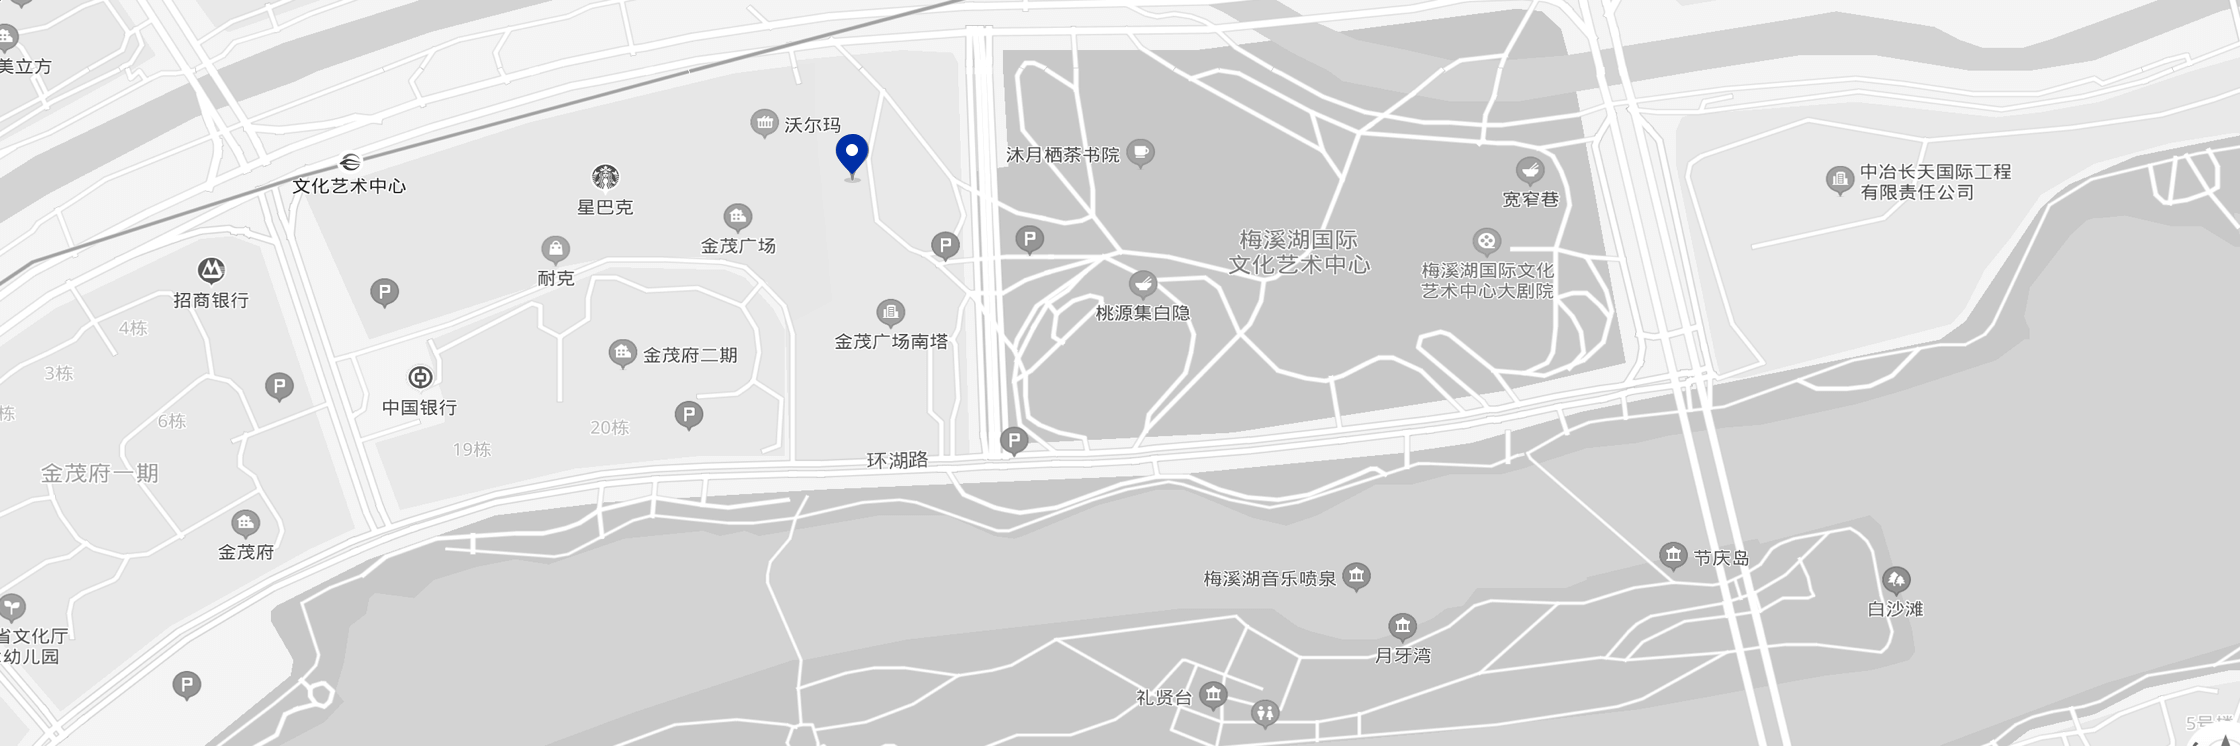 美立方
沃尔玛
文化艺术中心
星巴克
金茂广场
耐克
招商银行
4栋
3栋
栋
6栋
金茂府一期
金茂府
中国银行
19栋
20栋
金茂府二期
金茂广场南塔
P
P
P
P
P
P
P
环湖路
沐月栖茶书院
宽窄巷
梅溪湖国际
文化艺术中心
梅溪湖国际文化
艺术中心大剧院
桃源集白隐
中冶长天国际工程
有限责任公司
梅溪湖音乐喷泉
节庆岛
白沙滩
月牙湾
礼贤台
省文化厅
幼儿园